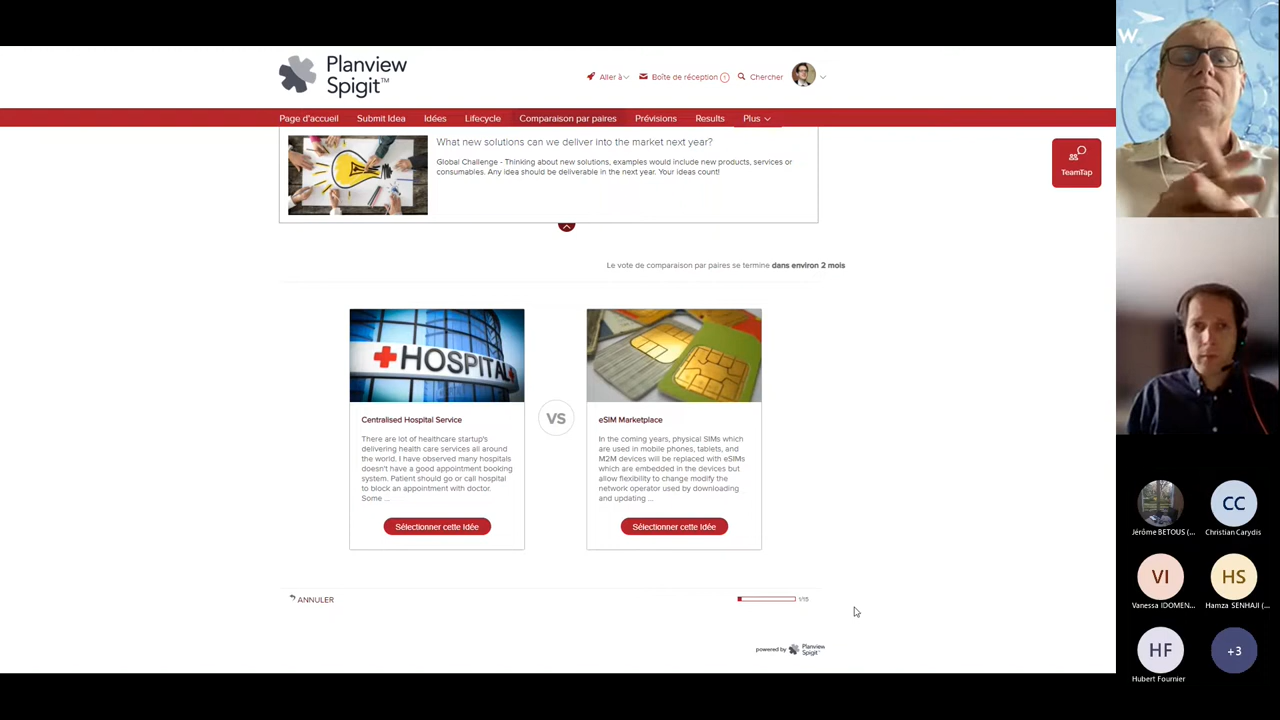 Planview
Spigit™
Aller à
Boîte de réception 1
Chercher
Page d'accueil Submit Idea Idées Lifecycle Comparaison par paires Prévisions Results Plus
What new solutions can we deliver into the market next year?
Global Challenge - Thinking about new solutions, examples would include new products, services or
consumables. Any idea should be deliverable in the next year. Your ideas count!
TeamTap
Le vote de comparaison par paires se termine dans environ 2 mois
HOSPITAL
Centralised Hospital Service
There are lot of healthcare startup's
delivering health care services all around
the world. I have observed many hospitals
doesn't have a good appointment booking
system. Patient should go or call hospital
to block an appointment with doctor.
Some ...
Sélectionner cette Idée
VS
eSIM Marketplace
In the coming years, physical SIMs which
are used in mobile phones, tablets, and
M2M devices will be replaced with eSIMs
which are embedded in the devices but
allow flexibility to change modify the
network operator used by downloading
and updating ...
Sélectionner cette Idée
ANNULER
powered by Planview
Spigit
W
Jérôme BETOUS (...
CC
Christian Carydis
VI
Vanessa IDOMEN...
HS
Hamza SENHAJI (...
HF
Hubert Fournier
+3